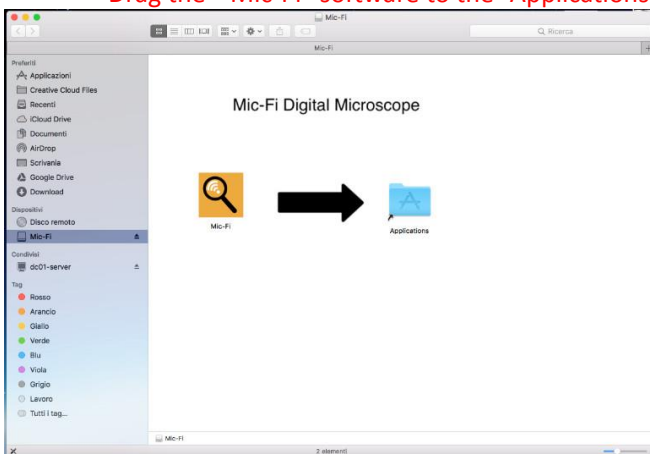 Drag the "Mic-Fi" software to the "Applications
Mic-Fi
Ricerca
Mic-Fi
Preferiti
Applicazioni
Creative Cloud Files
Recenti
iCloud Drive
Documenti
AirDrop
Scrivania
Google Drive
Download
Dispositivi
Disco remoto
Mic-Fi
Condivisi
dc01-server
Tag
Rosso
Arancio
Giallo
Verde
Blu
Viola
Grigio
Lavoro
Tutti i tag...
Mic-Fi Digital Microscope
Mic-Fi
Applications
Mic-Fi
2 elementi